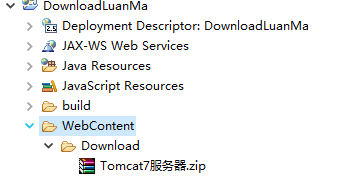 DownloadLuanMa
Deployment Descriptor: DownloadLuanMa
JAX-WS Web Services
Java Resources
JavaScript Resources
build
WebContent
Download
Tomcat7服务器.zip